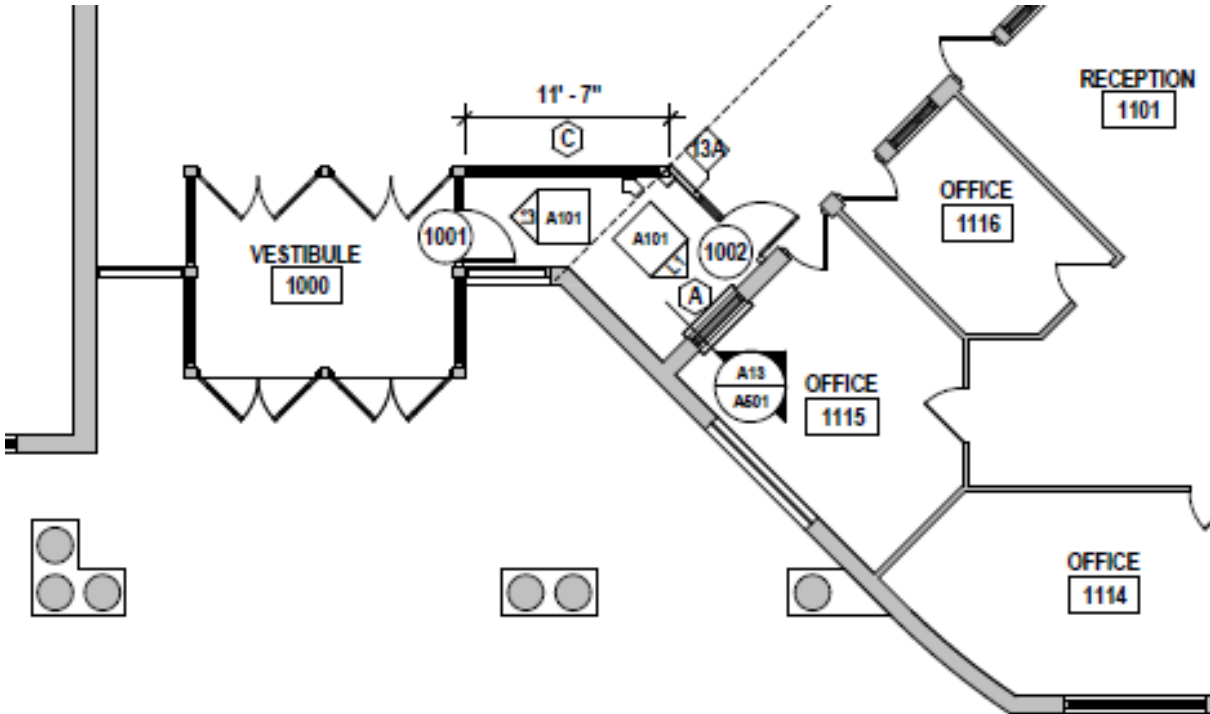 11' - 7"
C
13A
RECEPTION
1101
OFFICE
1116
A101
13
1001
A101
1002
VESTIBULE
1000
A
A13
A501
OFFICE
1115
OFFICE
1114